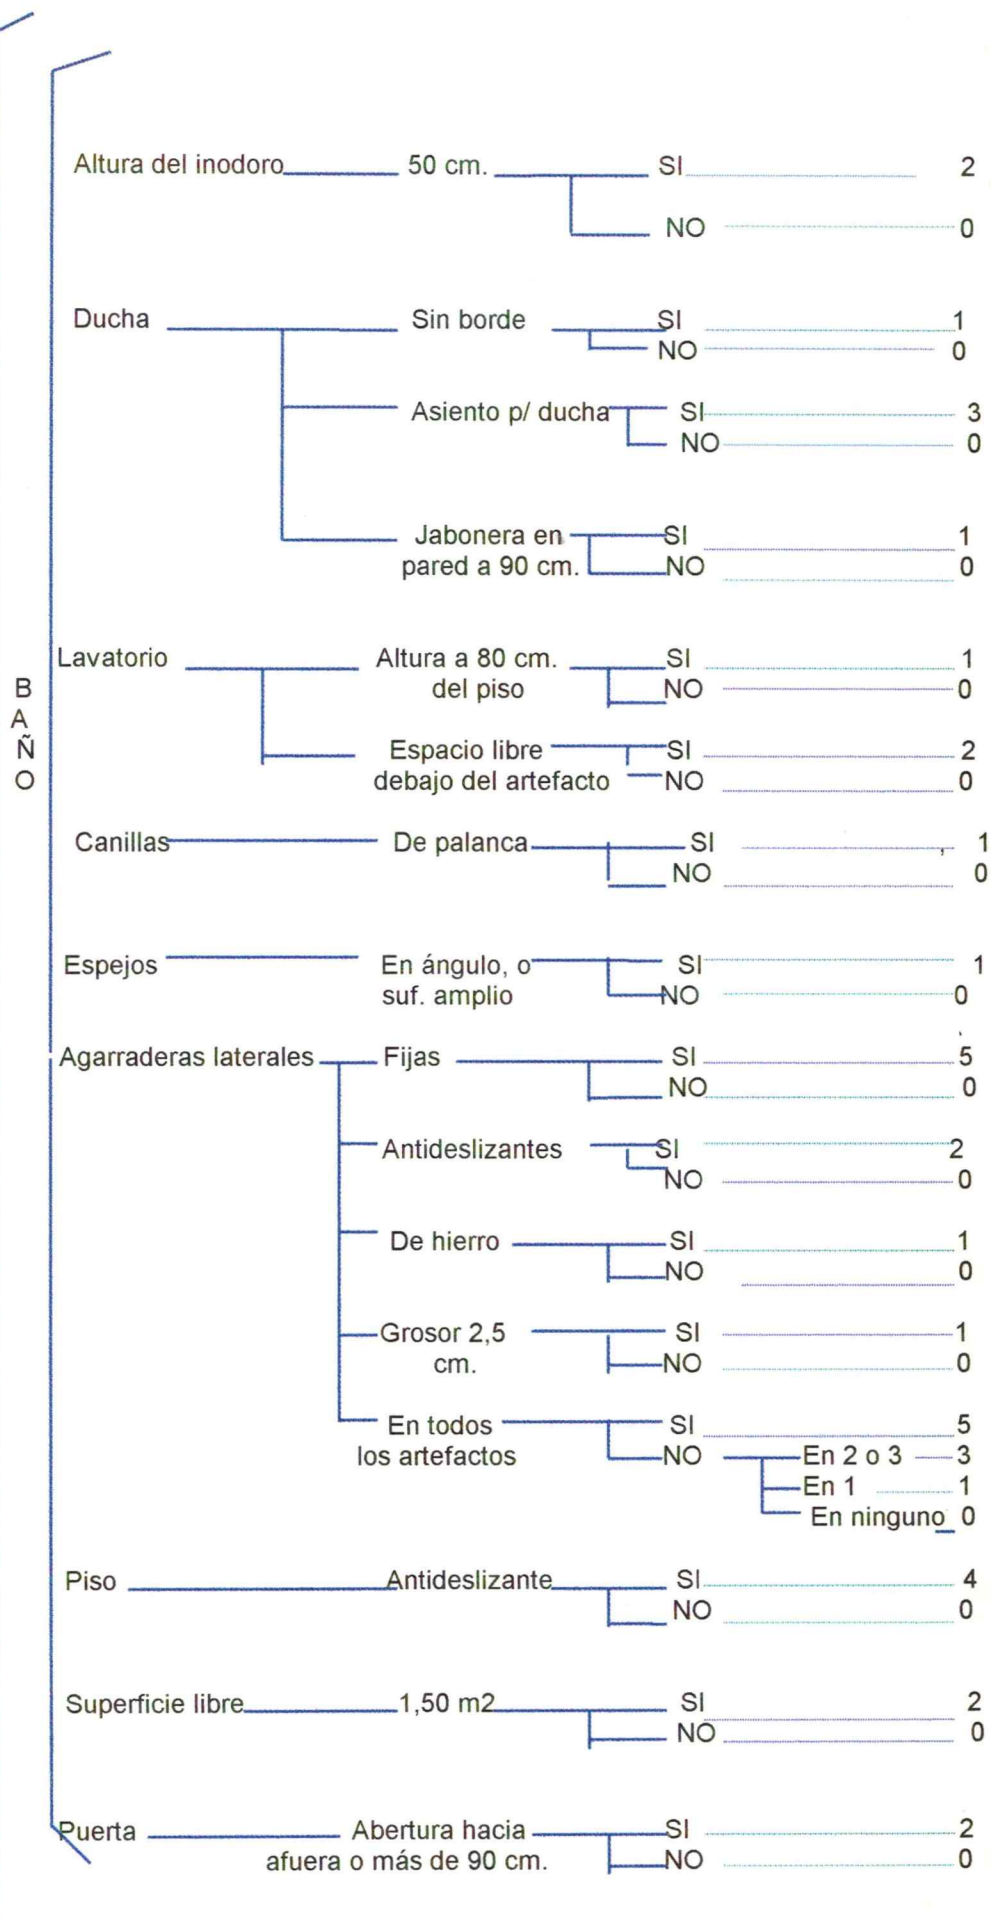 Altura del inodoro 50 cm. SI 2
NO 0
Ducha Sin borde SI 1
NO 0
Asiento p/ ducha SI 3
NO 0
Jabonera en SI 1
pared a 90 cm. NO 0
Lavatorio Altura a 80 cm. SI 1
del piso NO 0
BAÑO
Espacio libre SI 2
debajo del artefacto NO 0
Canillas De palanca SI 1
NO 0
Espejos En ángulo, o SI 1
suf. amplio NO 0
Agarraderas laterales Fijas SI 5
NO 0
Antideslizantes SI 2
NO 0
De hierro SI 1
NO 0
Grosor 2,5 SI 1
cm. NO 0
En todos SI 5
los artefactos NO En 2 o 3 3
En 1 1
En ninguno 0
Piso Antideslizante SI 4
NO 0
Superficie libre 1,50 m2 SI 2
NO 0
Puerta Abertura hacia SI 2
afuera o más de 90 cm. NO 0